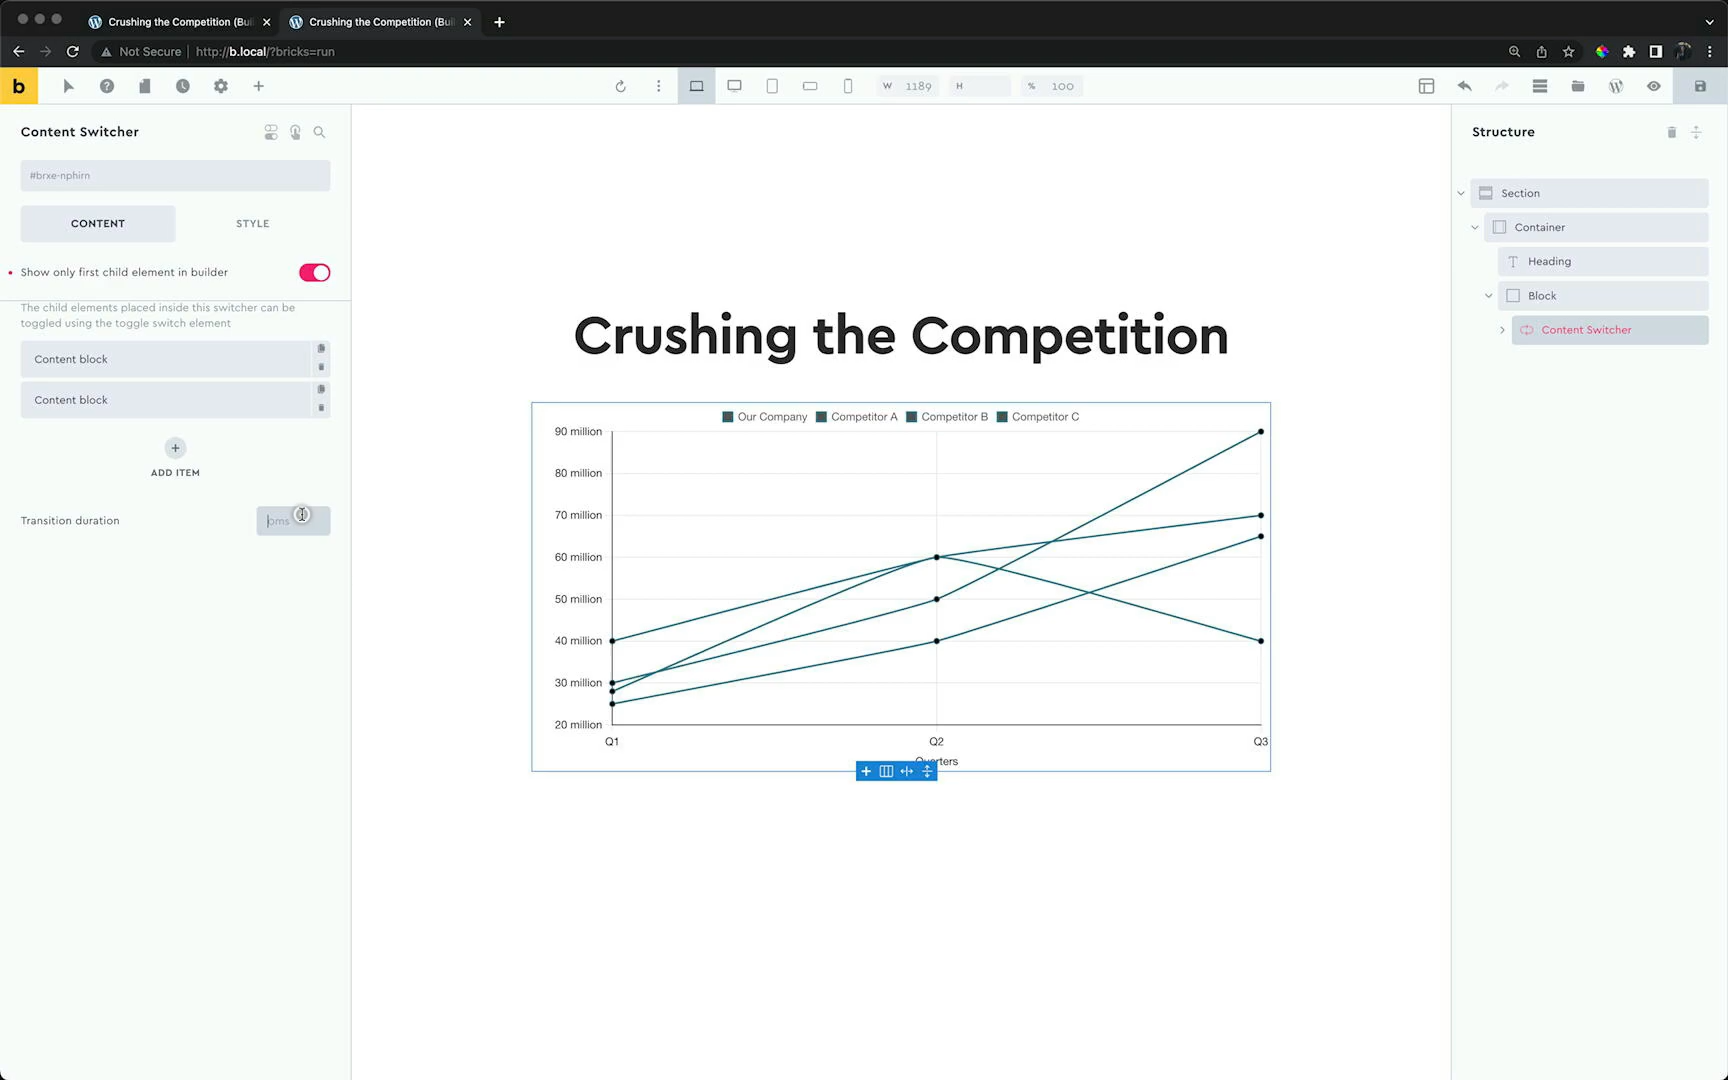 Crushing the Competition (Bui
Crushing the Competition (Bui
Not Secure | http://b.local/?bricks=run
b
W 1189 H % 100
Content Switcher
#brxe-nphirn
CONTENT STYLE
Show only first child element in builder
The child elements placed inside this switcher can be
toggled using the toggle switch element
Content block
Content block
ADD ITEM
Transition duration
Crushing the Competition
Our Company Competitor A Competitor B Competitor C
90 million
80 million
70 million
60 million
50 million
40 million
30 million
20 million
Q1 Q2 Q3
Quarters
Structure
Section
Container
Heading
Block
Content Switcher